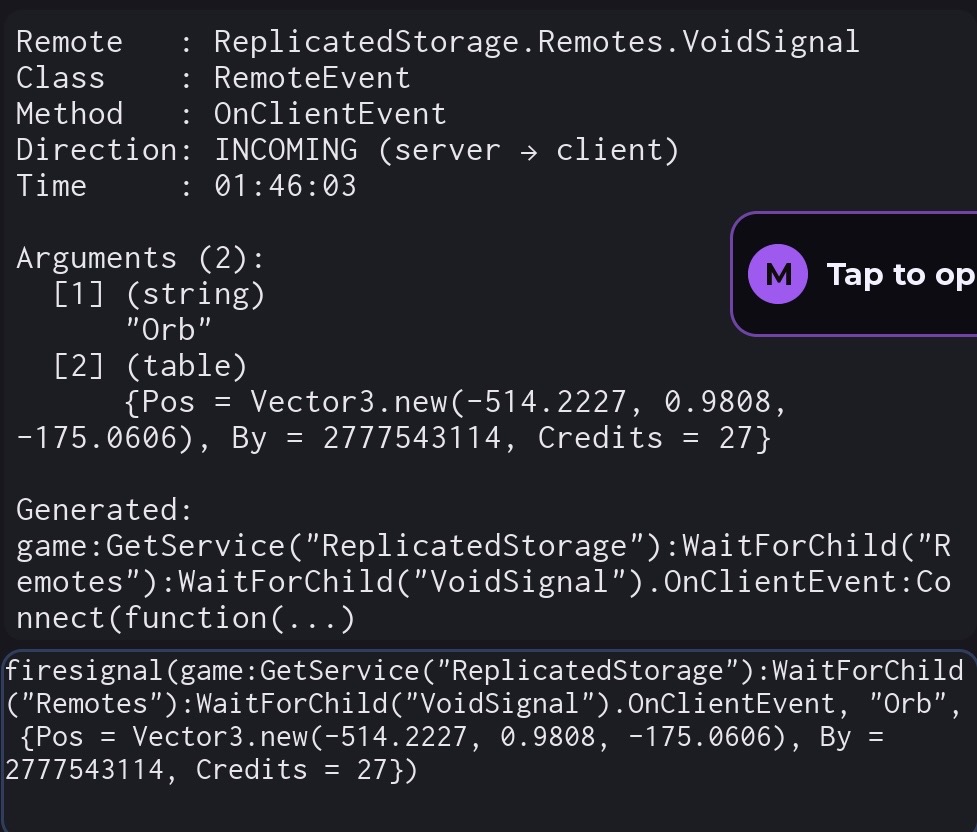 Remote   : ReplicatedStorage.Remotes.VoidSignal
Class    : RemoteEvent
Method   : OnClientEvent
Direction: INCOMING (server → client)
Time     : 01:46:03
Arguments (2):
  [1] (string)
      "Orb"
  [2] (table)
      {Pos = Vector3.new(-514.2227, 0.9808,
-175.0606), By = 2777543114, Credits = 27}
M Tap to op
Generated:
game:GetService("ReplicatedStorage"):WaitForChild("R
emotes"):WaitForChild("VoidSignal").OnClientEvent:Co
nnect(function(...)
firesignal(game:GetService("ReplicatedStorage"):WaitForChild
("Remotes"):WaitForChild("VoidSignal").OnClientEvent, "Orb",
 {Pos = Vector3.new(-514.2227, 0.9808, -175.0606), By =
2777543114, Credits = 27})